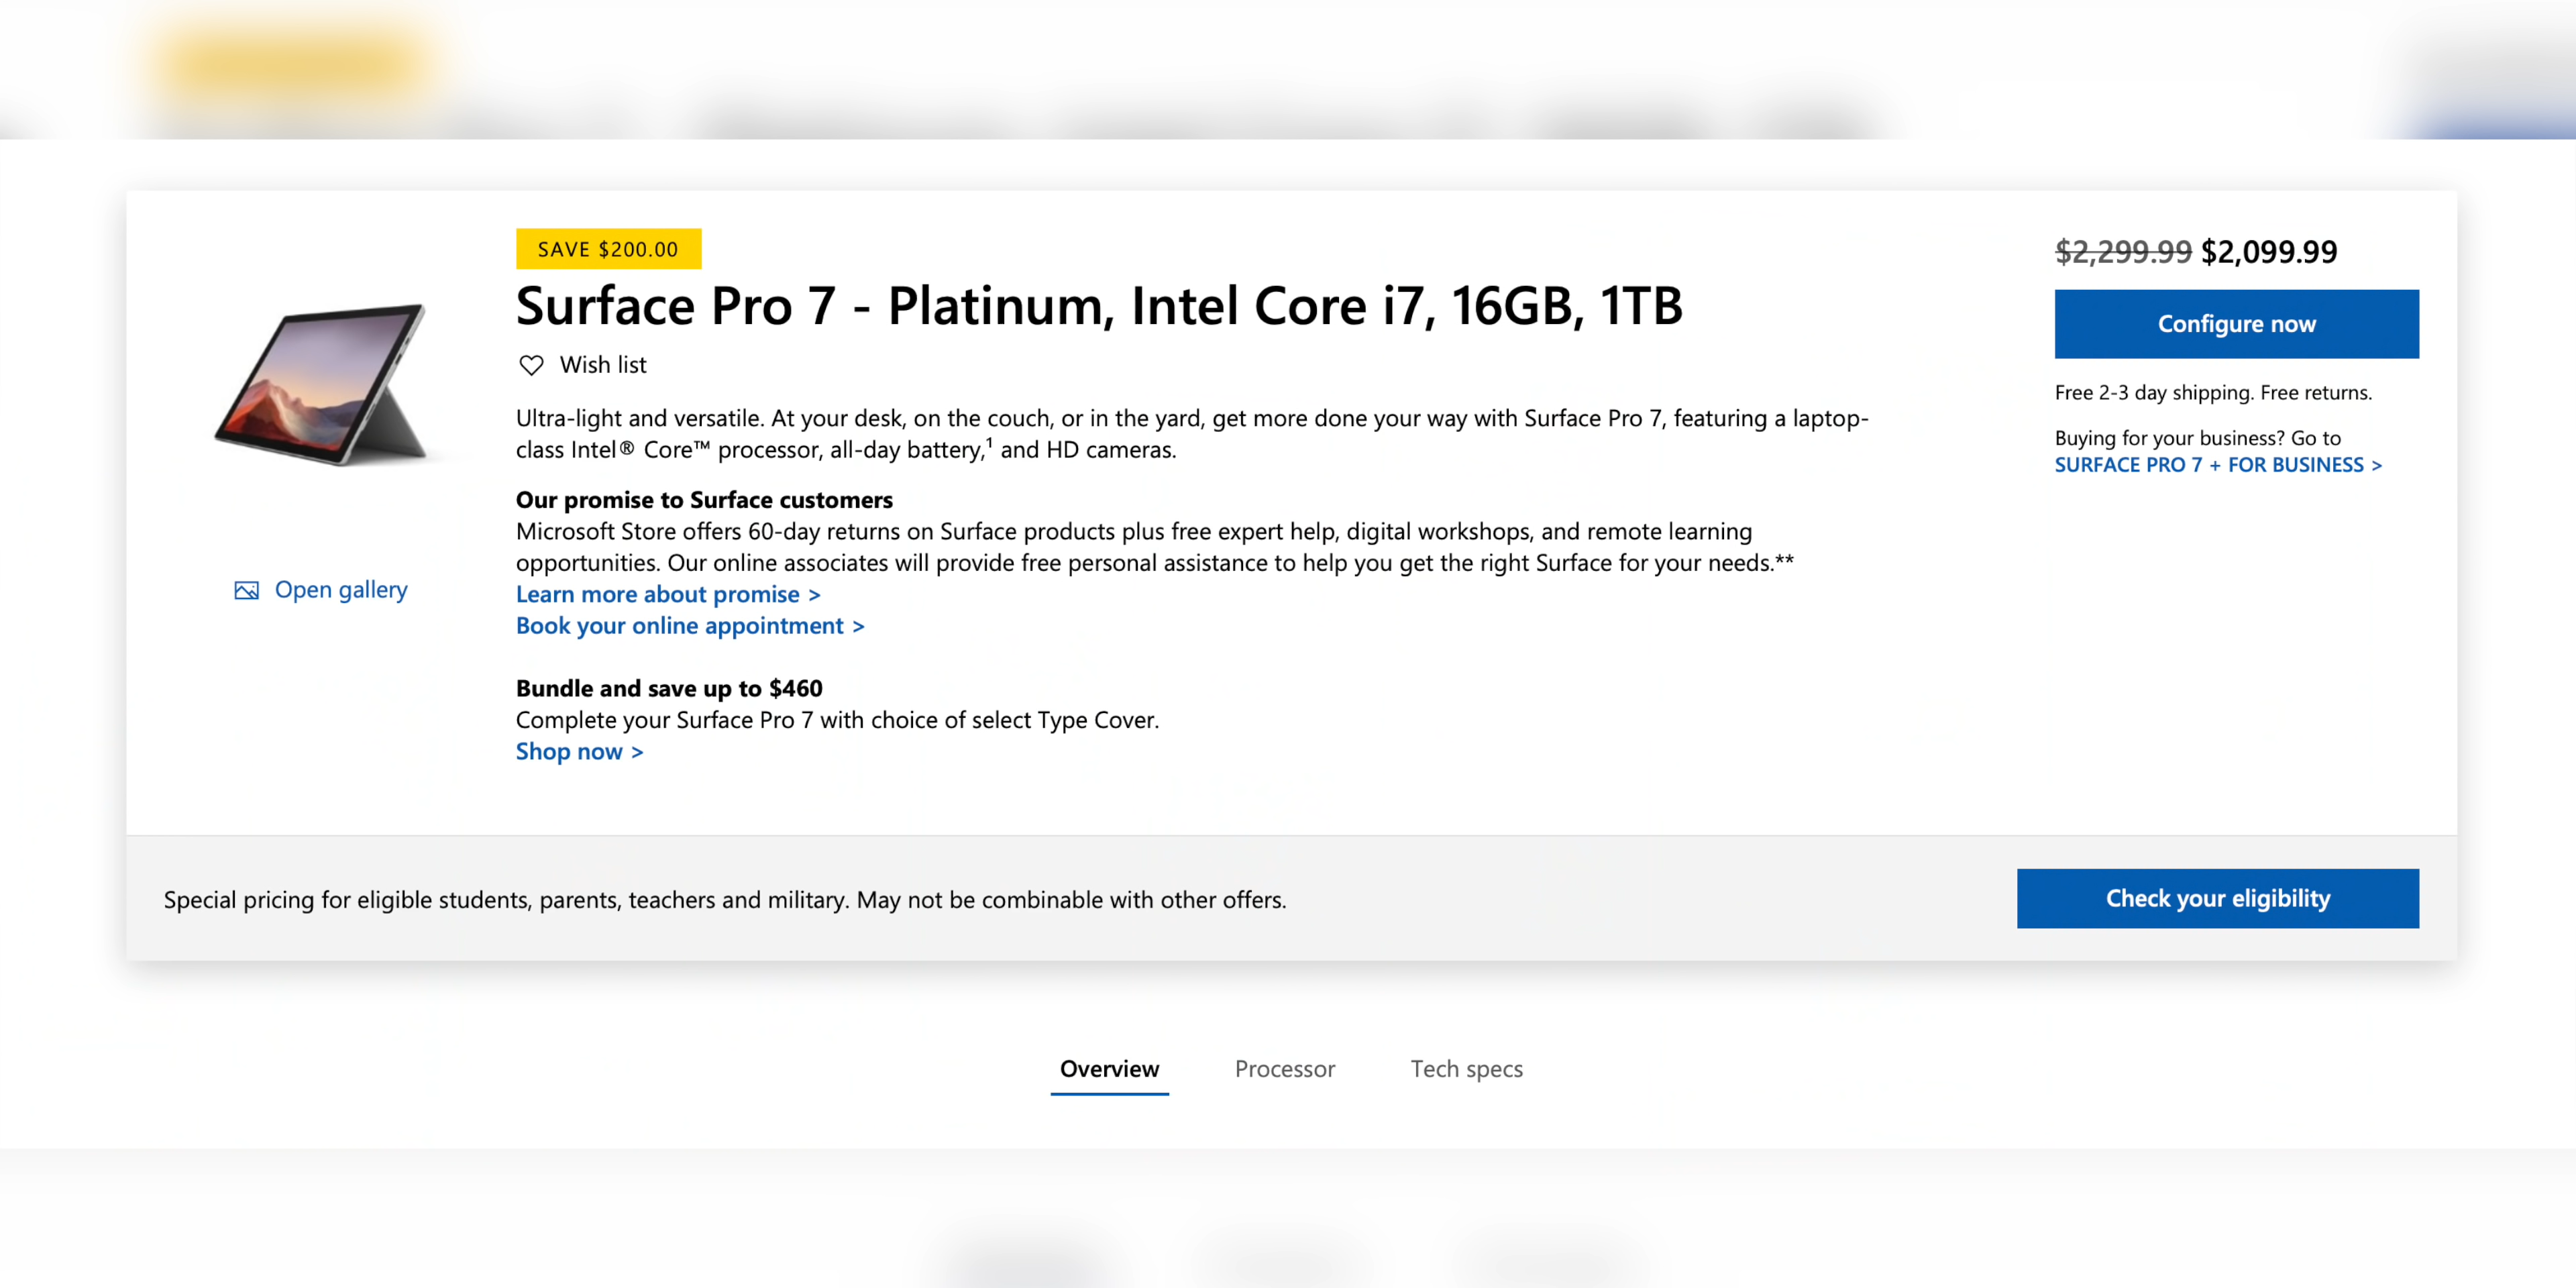 SAVE $200.00
$2,299.99 $2,099.99
Surface Pro 7 - Platinum, Intel Core i7, 16GB, 1TB
Configure now
Wish list
Free 2-3 day shipping. Free returns.
Ultra-light and versatile. At your desk, on the couch, or in the yard, get more done your way with Surface Pro 7, featuring a laptop-
class Intel® Core™ processor, all-day battery,¹ and HD cameras.
Buying for your business? Go to
SURFACE PRO 7 + FOR BUSINESS >
Our promise to Surface customers
Microsoft Store offers 60-day returns on Surface products plus free expert help, digital workshops, and remote learning
opportunities. Our online associates will provide free personal assistance to help you get the right Surface for your needs.**
Learn more about promise >
Book your online appointment >
Open gallery
Bundle and save up to $460
Complete your Surface Pro 7 with choice of select Type Cover.
Shop now >
Special pricing for eligible students, parents, teachers and military. May not be combinable with other offers.
Check your eligibility
Overview Processor Tech specs